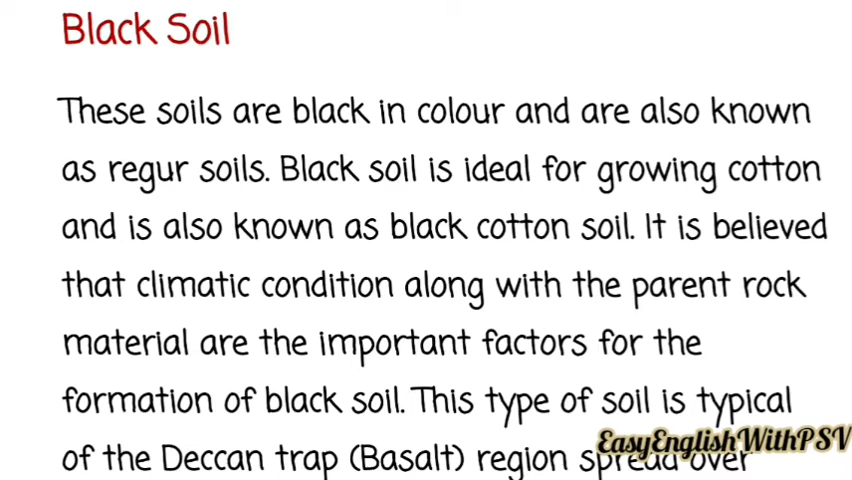 Black Soil
These soils are black in colour and are also known
as regur soils. Black soil is ideal for growing cotton
and is also known as black cotton soil. It is believed
that climatic condition along with the parent rock
material are the important factors for the
formation of black soil. This type of soil is typical
of the Deccan trap (Basalt) region spread over
EasyEnglishWithPSV